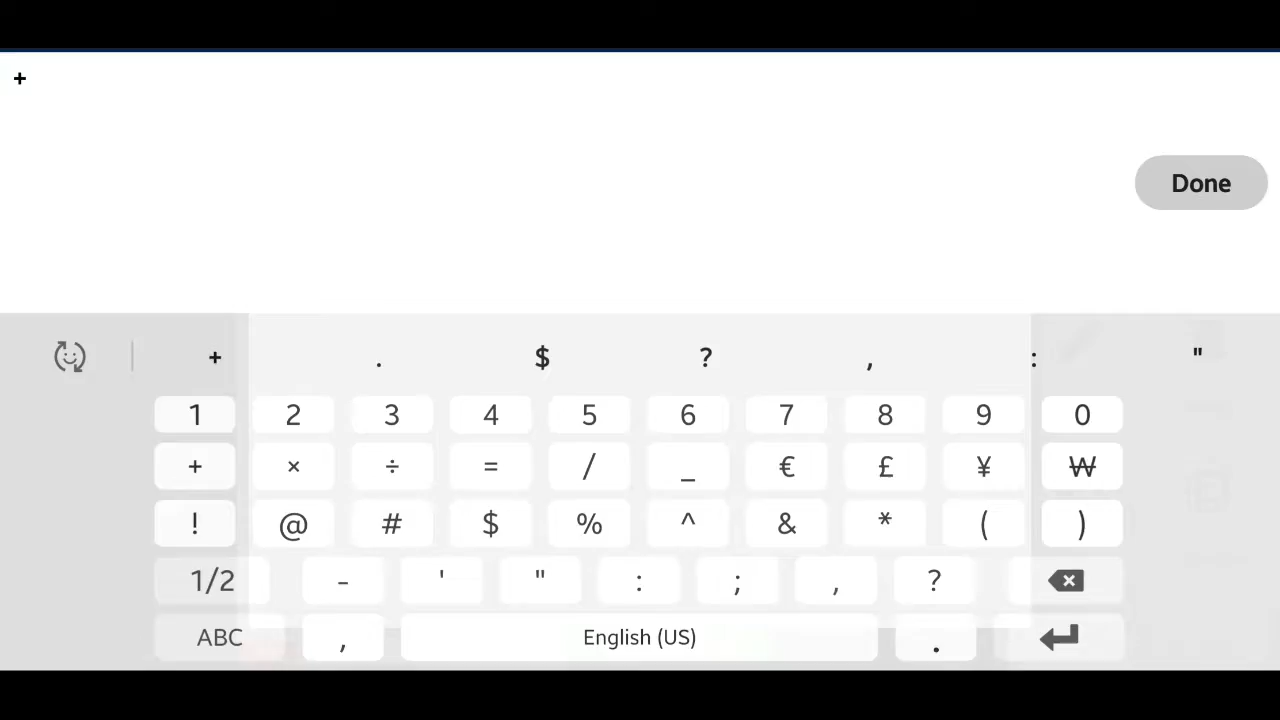 +
Done
+ . $ ? , : "
1 2 3 4 5 6 7 8 9 0
+ × ÷ = / _ € £ ¥ ₩
! @ # $ % ^ & * ( )
1/2 - ' " : ; , ?
ABC , English (US) .